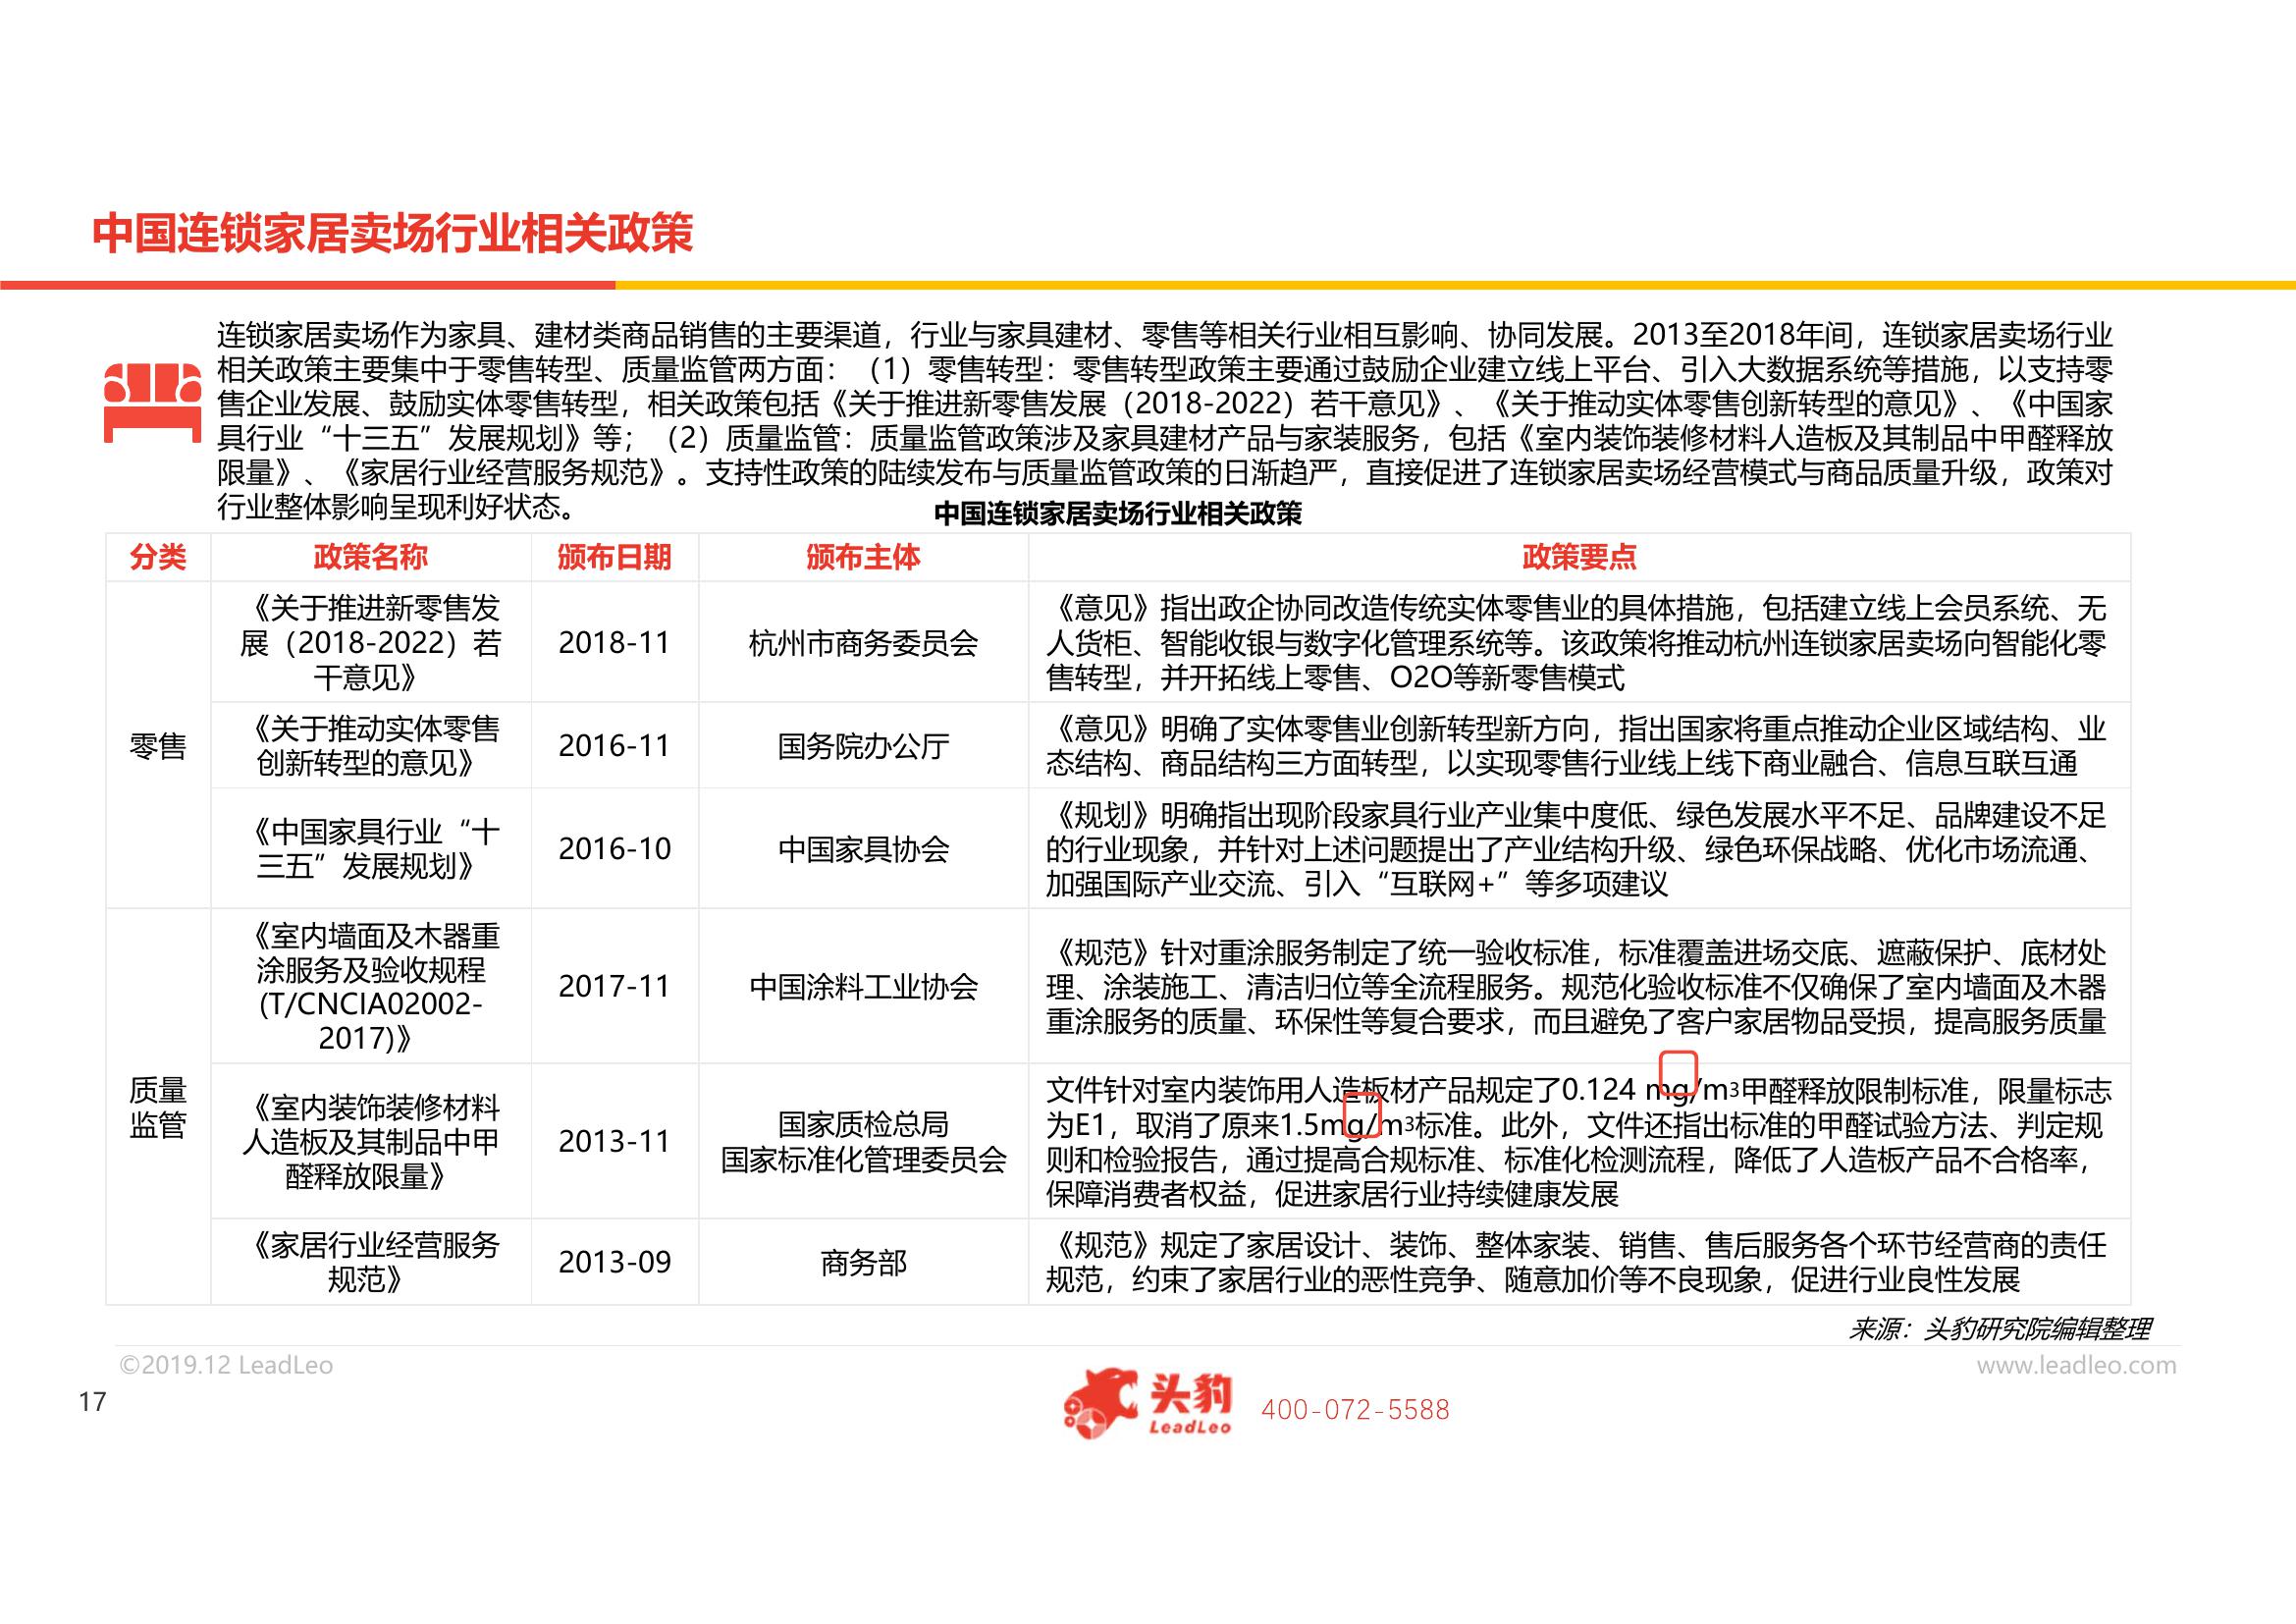 中国连锁家居卖场行业相关政策
连锁家居卖场作为家具、建材类商品销售的主要渠道，行业与家具建材、零售等相关行业相互影响、协同发展。2013至2018年间，连锁家居卖场行业
相关政策主要集中于零售转型、质量监管两方面：（1）零售转型：零售转型政策主要通过鼓励企业建立线上平台、引入大数据系统等措施，以支持零
售企业发展、鼓励实体零售转型，相关政策包括《关于推进新零售发展（2018-2022）若干意见》、《关于推动实体零售创新转型的意见》、《中国家
具行业“十三五”发展规划》等；（2）质量监管：质量监管政策涉及家具建材产品与家装服务，包括《室内装饰装修材料人造板及其制品中甲醛释放
限量》、《家居行业经营服务规范》。支持性政策的陆续发布与质量监管政策的日渐趋严，直接促进了连锁家居卖场经营模式与商品质量升级，政策对
行业整体影响呈现利好状态。
中国连锁家居卖场行业相关政策
分类 政策名称 颁布日期 颁布主体 政策要点
零售
《关于推进新零售发
展（2018-2022）若
干意见》
2018-11
杭州市商务委员会
《意见》指出政企协同改造传统实体零售业的具体措施，包括建立线上会员系统、无
人货柜、智能收银与数字化管理系统等。该政策将推动杭州连锁家居卖场向智能化零
售转型，并开拓线上零售、O2O等新零售模式
《关于推动实体零售
创新转型的意见》
2016-11
国务院办公厅
《意见》明确了实体零售业创新转型新方向，指出国家将重点推动企业区域结构、业
态结构、商品结构三方面转型，以实现零售行业线上线下商业融合、信息互联互通
《中国家具行业“十
三五”发展规划》
2016-10
中国家具协会
《规划》明确指出现阶段家具行业产业集中度低、绿色发展水平不足、品牌建设不足
的行业现象，并针对上述问题提出了产业结构升级、绿色环保战略、优化市场流通、
加强国际产业交流、引入“互联网+”等多项建议
质量
监管
《室内墙面及木器重
涂服务及验收规程
(T/CNCIA02002-
2017)》
2017-11
中国涂料工业协会
《规范》针对重涂服务制定了统一验收标准，标准覆盖进场交底、遮蔽保护、底材处
理、涂装施工、清洁归位等全流程服务。规范化验收标准不仅确保了室内墙面及木器
重涂服务的质量、环保性等复合要求，而且避免了客户家居物品受损，提高服务质量
《室内装饰装修材料
人造板及其制品中甲
醛释放限量》
2013-11
国家质检总局
国家标准化管理委员会
文件针对室内装饰用人造板材产品规定了0.124 mg/m3甲醛释放限制标准，限量标志
为E1，取消了原来1.5mg/m3标准。此外，文件还指出标准的甲醛试验方法、判定规
则和检验报告，通过提高合规标准、标准化检测流程，降低了人造板产品不合格率，
保障消费者权益，促进家居行业持续健康发展
《家居行业经营服务
规范》
2013-09
商务部
《规范》规定了家居设计、装饰、整体家装、销售、售后服务各个环节经营商的责任
规范，约束了家居行业的恶性竞争、随意加价等不良现象，促进行业良性发展
来源：头豹研究院编辑整理
©2019.12 LeadLeo
www.leadleo.com
17
头豹
LeadLeo
400-072-5588